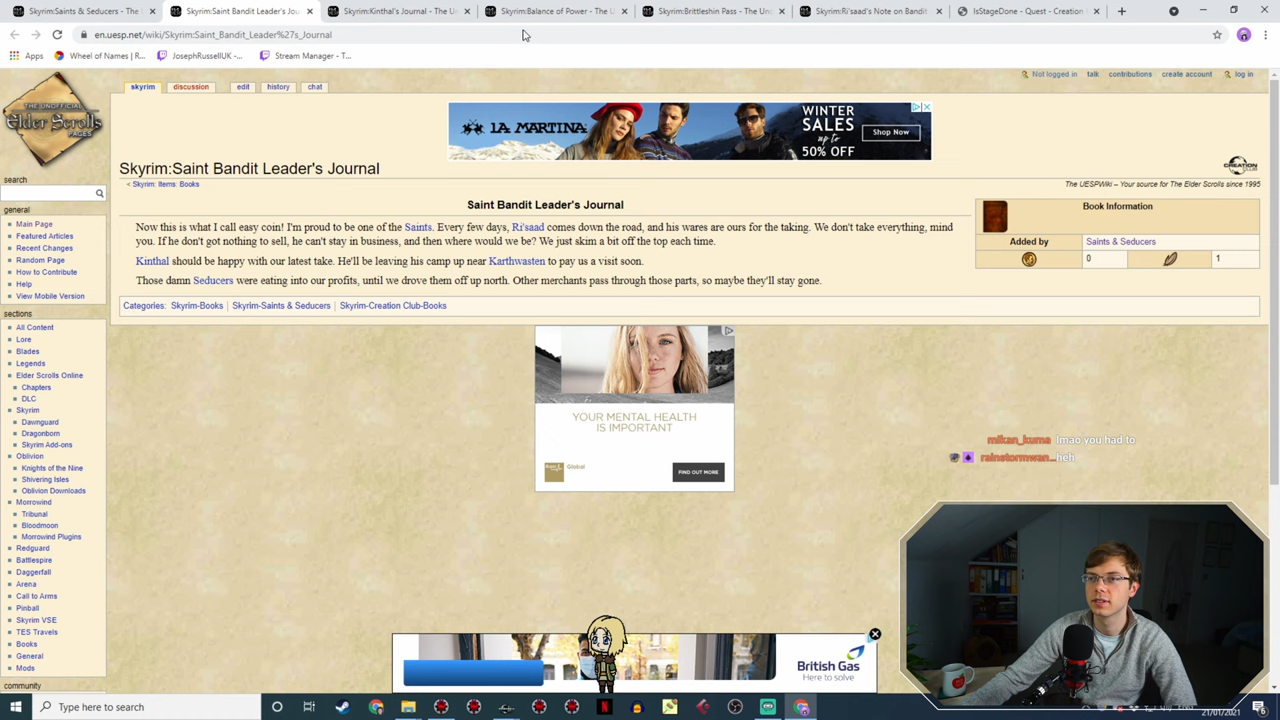 Skyrim:Saints & Seducers - The
Skyrim:Saint Bandit Leader's Jou
Skyrim:Kinthal's Journal - The Un
Skyrim:Balance of Power - The U
Skyrim:Brittleshin Pass - The Uno
Skyrim:Ri'saad's Note on Bandit
IsStageDone - Quest - Creation
en.uesp.net/wiki/Skyrim:Saint_Bandit_Leader%27s_Journal
Apps
Wheel of Names | R...
JosephRussellUK -...
Stream Manager - T...
Not logged in talk contributions create account log in
skyrim discussion edit history chat
THE UNOFFICIAL
Elder Scrolls
PAGES
LA MARTINA
WINTER
SALES
up to
50% OFF
Shop Now
Skyrim:Saint Bandit Leader's Journal
CREATION
< Skyrim: Items: Books
The UESPWiki – Your source for The Elder Scrolls since 1995
Saint Bandit Leader's Journal
Now this is what I call easy coin! I'm proud to be one of the Saints. Every few days, Ri'saad comes down the road, and his wares are ours for the taking. We don't take everything, mind
you. If he don't got nothing to sell, he can't stay in business, and then where would we be? We just skim a bit off the top each time.
Kinthal should be happy with our latest take. He'll be leaving his camp up near Karthwasten to pay us a visit soon.
Those damn Seducers were eating into our profits, until we drove them off up north. Other merchants pass through those parts, so maybe they'll stay gone.
Book Information
Added by Saints & Seducers
0 1
Categories: Skyrim-Books | Skyrim-Saints & Seducers | Skyrim-Creation Club-Books
search
general
Main Page
Featured Articles
Recent Changes
Random Page
How to Contribute
Help
View Mobile Version
sections
All Content
Lore
Blades
Legends
Elder Scrolls Online
Chapters
DLC
Skyrim
Dawnguard
Dragonborn
Skyrim Add-ons
Oblivion
Knights of the Nine
Shivering Isles
Oblivion Downloads
Morrowind
Tribunal
Bloodmoon
Morrowind Plugins
Redguard
Battlespire
Daggerfall
Arena
Call to Arms
Pinball
Skyrim VSE
TES Travels
Books
General
Mods
community
YOUR MENTAL HEALTH
IS IMPORTANT
Global
FIND OUT MORE
mikan_kuma lmao you had to
rainstormwan... heh
British Gas
Here to solve
Type here to search
ENG
21/01/2021
6